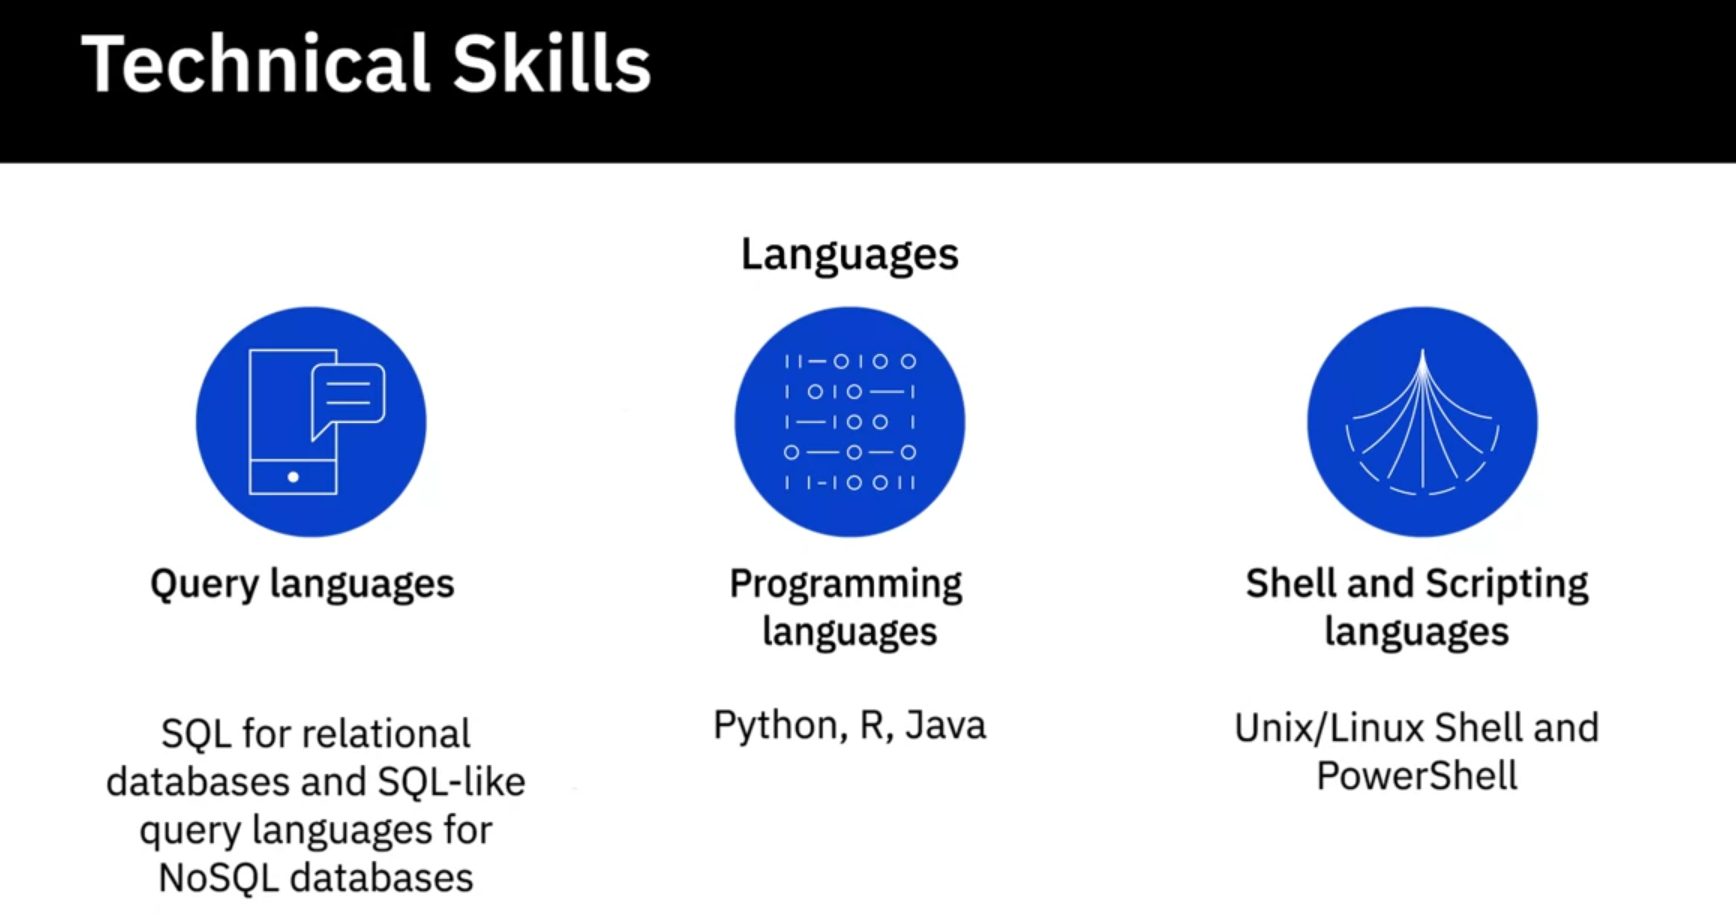 Technical Skills
Languages
Query languages
SQL for relational
databases and SQL-like
query languages for
NoSQL databases
Programming
languages
Python, R, Java
Shell and Scripting
languages
Unix/Linux Shell and
PowerShell